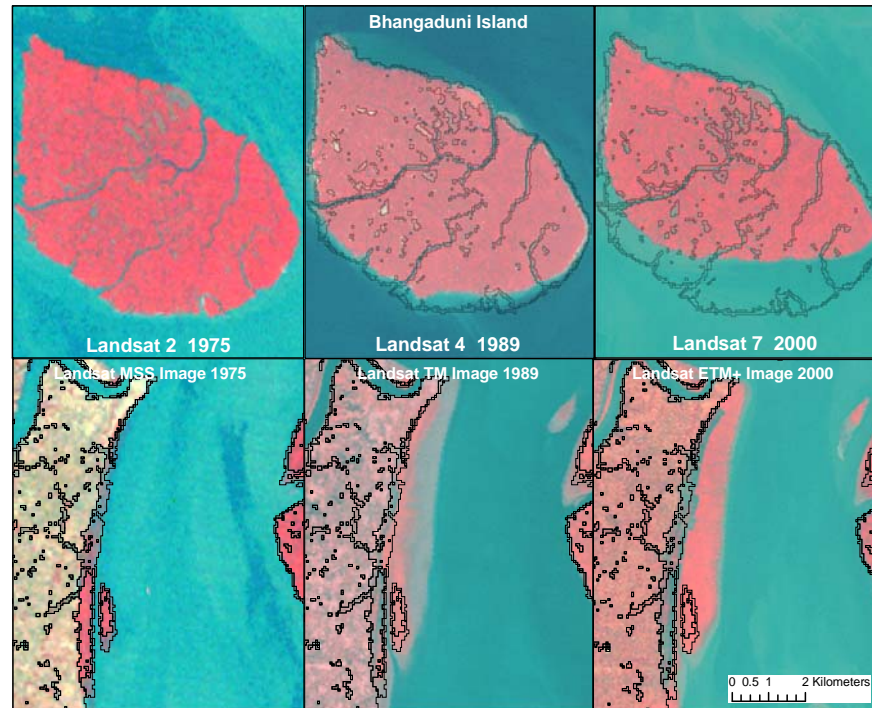 Bhangaduni Island
Landsat 2 1975
Landsat 4 1989
Landsat 7 2000
Landsat MSS Image 1975
Landsat TM Image 1989
Landsat ETM+ Image 2000
0 0.5 1 2 Kilometers